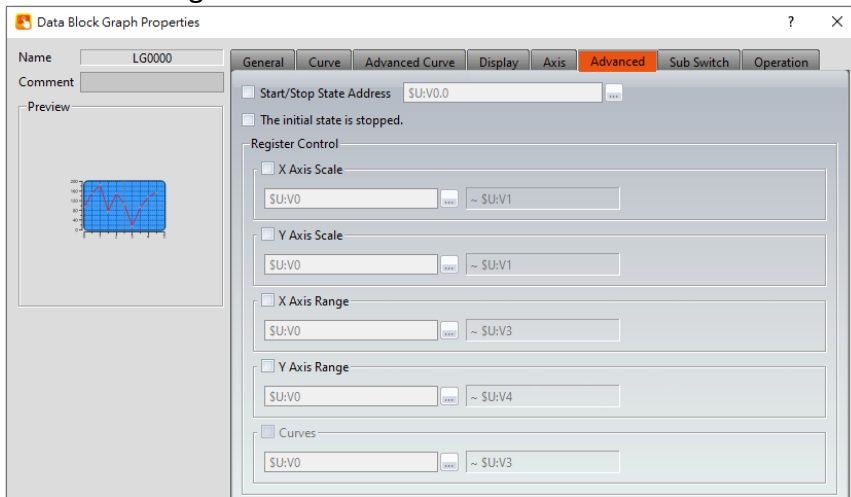 Data Block Graph Properties
?
Name LG0000
Comment
Preview
General Curve Advanced Curve Display Axis Advanced Sub Switch Operation
Start/Stop State Address $U:V0.0 ...
The initial state is stopped.
Register Control
X Axis Scale
$U:V0 ... ~ $U:V1
Y Axis Scale
$U:V0 ... ~ $U:V1
X Axis Range
$U:V0 ... ~ $U:V3
Y Axis Range
$U:V0 ... ~ $U:V4
Curves
$U:V0 ... ~ $U:V3